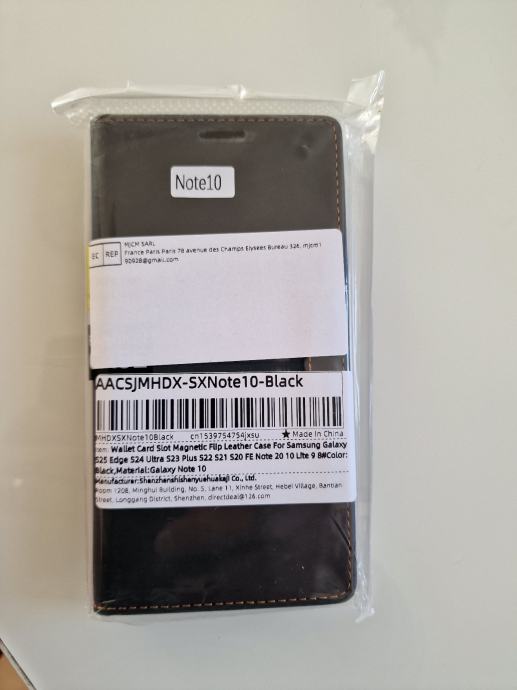 Note10
EC REP
MJCM SARL
France Paris Paris 78 avenue des Champs Elysees Bureau 326, mjcm1
92928@gmail.com
AACSJMHDX-SXNote10-Black
MHDXSXNote10Black cn1539754754jxsu ★ Made In China
Item: Wallet Card Slot Magnetic Flip Leather Case For Samsung Galaxy
S25 Edge S24 Ultra S23 Plus S22 S21 S20 FE Note 20 10 Lite 9 8#Color:
Black,Material:Galaxy Note 10
Manufacturer:Shenzhenshishanyuehuakeji Co., Ltd.
Room 1208, Minghui Building, No. 5, Lane 11, Xinhe Street, Hebei Village, Bantian
Street, Longgang District, Shenzhen, directdeal@126.com